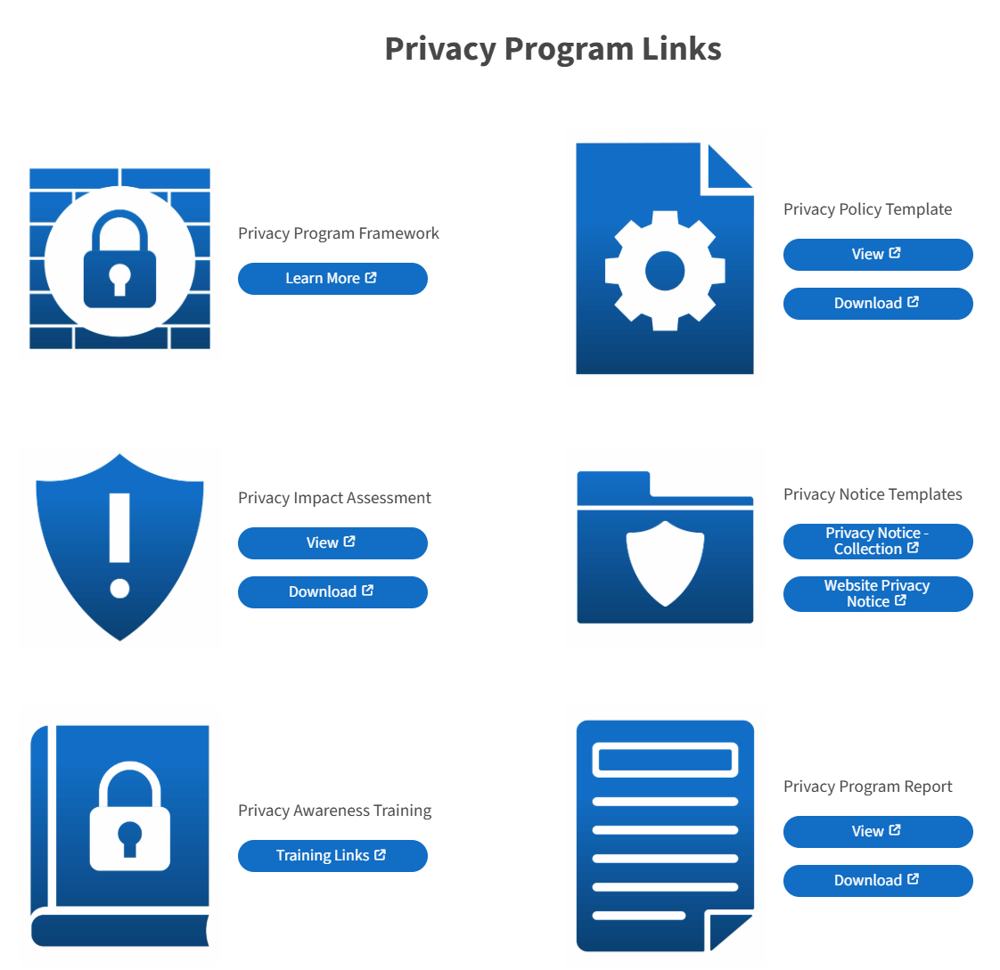 Privacy Program Links
Privacy Program Framework
Learn More
Privacy Policy Template
View
Download
Privacy Impact Assessment
View
Download
Privacy Notice Templates
Privacy Notice -
Collection
Website Privacy
Notice
Privacy Awareness Training
Training Links
Privacy Program Report
View
Download